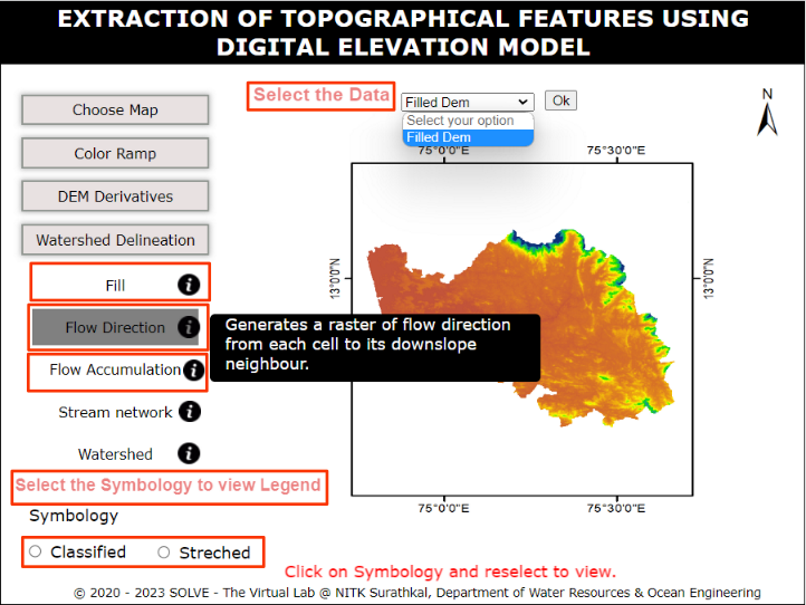 EXTRACTION OF TOPOGRAPHICAL FEATURES USING
DIGITAL ELEVATION MODEL
Select the Data
Filled Dem
Ok
Select your option
Filled Dem
N
Choose Map
Color Ramp
DEM Derivatives
Watershed Delineation
Fill i
Flow Direction i
Generates a raster of flow direction
from each cell to its downslope
neighbour.
Flow Accumulation i
Stream network i
Watershed i
75°0'0"E 75°30'0"E
13°0'0"N
13°0'0"N
75°0'0"E 75°30'0"E
Select the Symbology to view Legend
Symbology
Classified Streched
Click on Symbology and reselect to view.
© 2020 - 2023 SOLVE - The Virtual Lab @ NITK Surathkal, Department of Water Resources & Ocean Engineering